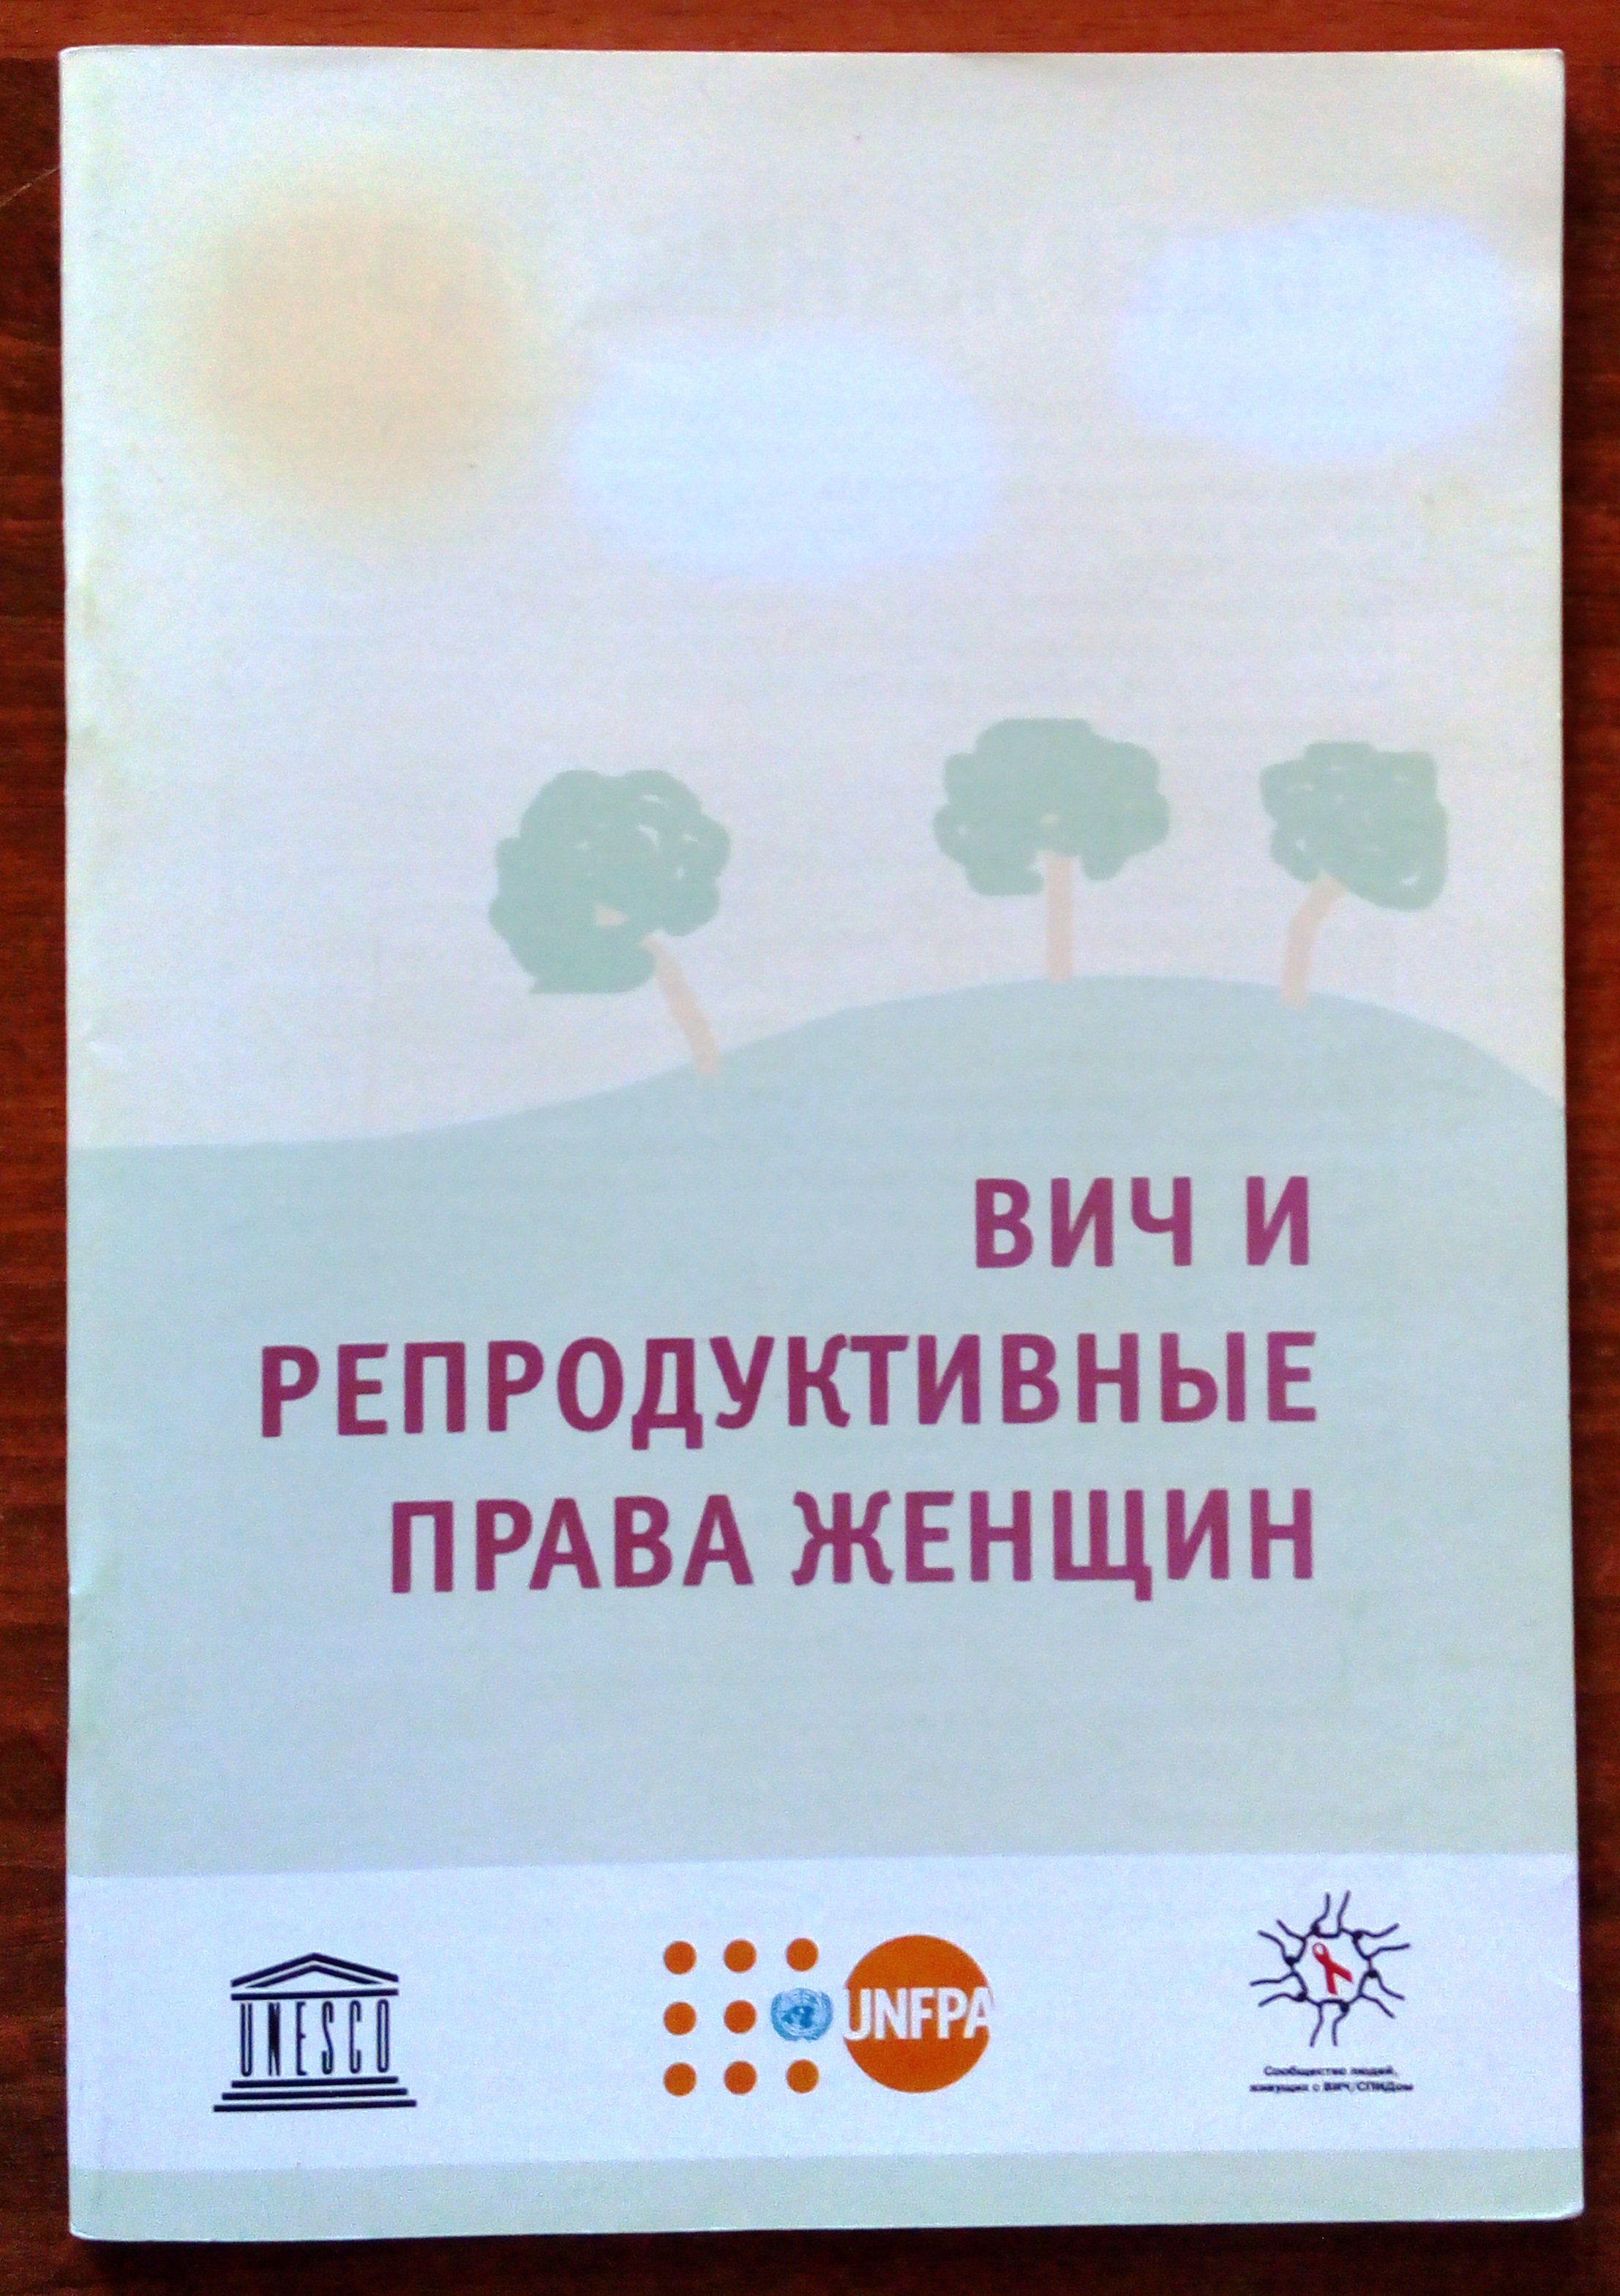 ВИЧ И
РЕПРОДУКТИВНЫЕ
ПРАВА ЖЕНЩИН
UNESCO
UNFPA
Сообщество людей,
живущих с ВИЧ/СПИДом